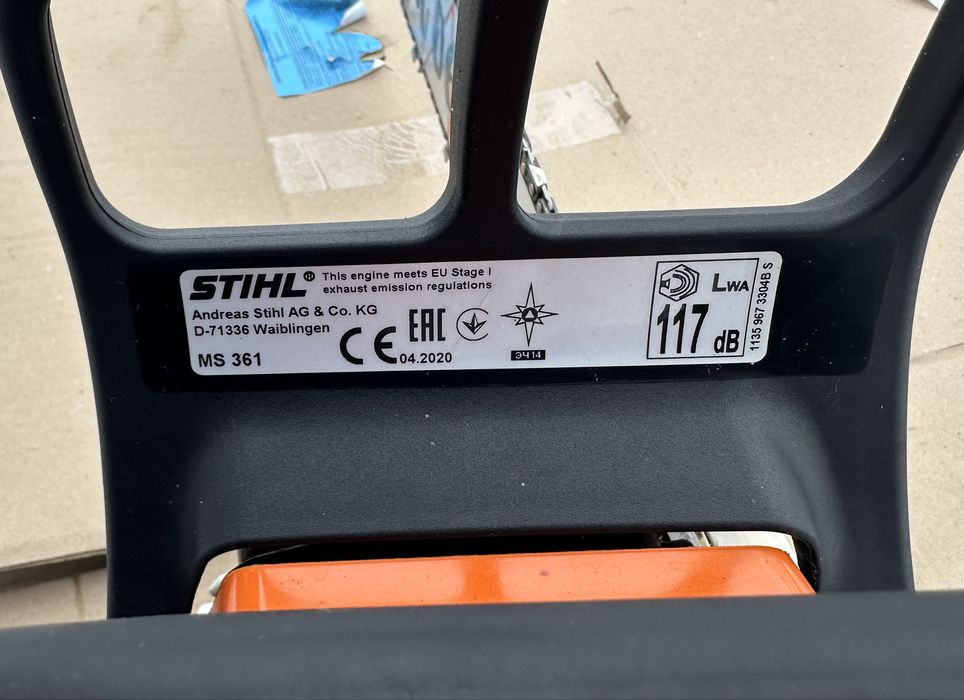 STIHL®
This engine meets EU Stage I
exhaust emission regulations
Andreas Stihl AG & Co. KG
D-71336 Waiblingen
MS 361
CE
EAC
04.2020
ЭЧ14
LWA
117 dB
1135 967 3304B S